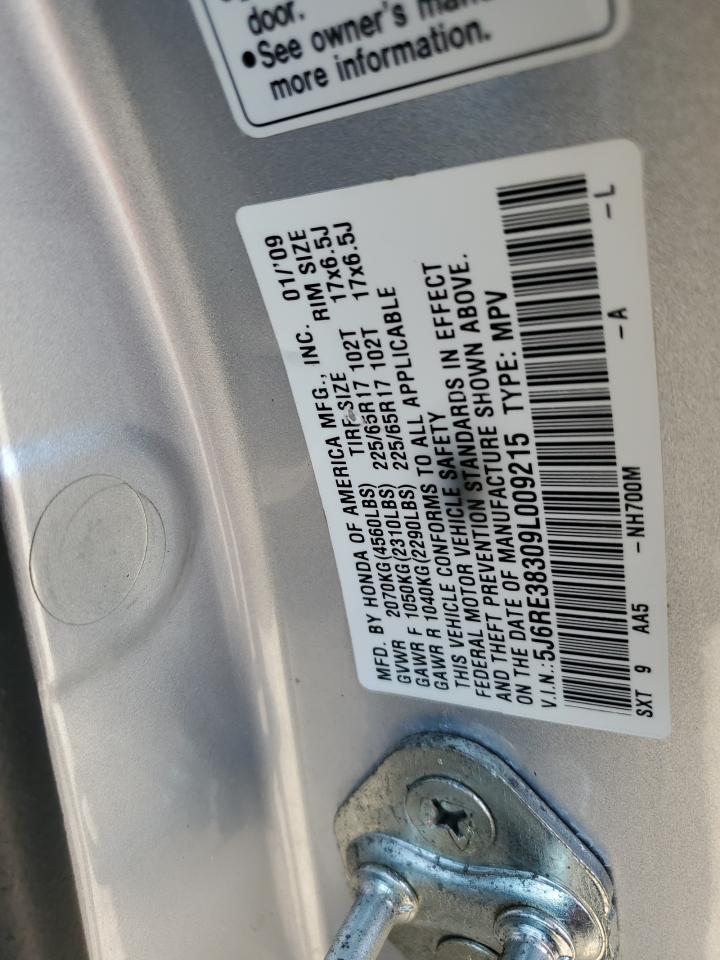 door.
•See owner's manu
more information.
MFD. BY HONDA OF AMERICA MFG., INC. 01/'09
GVWR 2070KG(4560LBS) TIRE SIZE RIM SIZE
GAWR F 1050KG(2310LBS) 225/65R17 102T 17x6.5J
GAWR R 1040KG(2290LBS) 225/65R17 102T 17x6.5J
THIS VEHICLE CONFORMS TO ALL APPLICABLE
FEDERAL MOTOR VEHICLE SAFETY
AND THEFT PREVENTION STANDARDS IN EFFECT
ON THE DATE OF MANUFACTURE SHOWN ABOVE.
V.I.N.:5J6RE38309L009215 TYPE: MPV
SXT 9 AA5 -NH700M -A -L